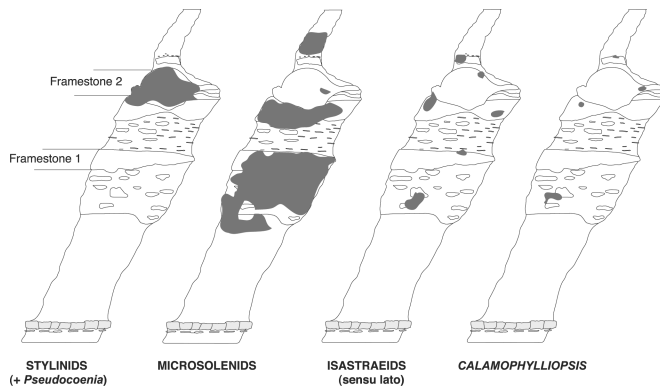 Framestone 2
Framestone 1
STYLINIDS
(+ Pseudocoenia)
MICROSOLENIDS
ISASTRAEIDS
(sensu lato)
CALAMOPHYLLIOPSIS